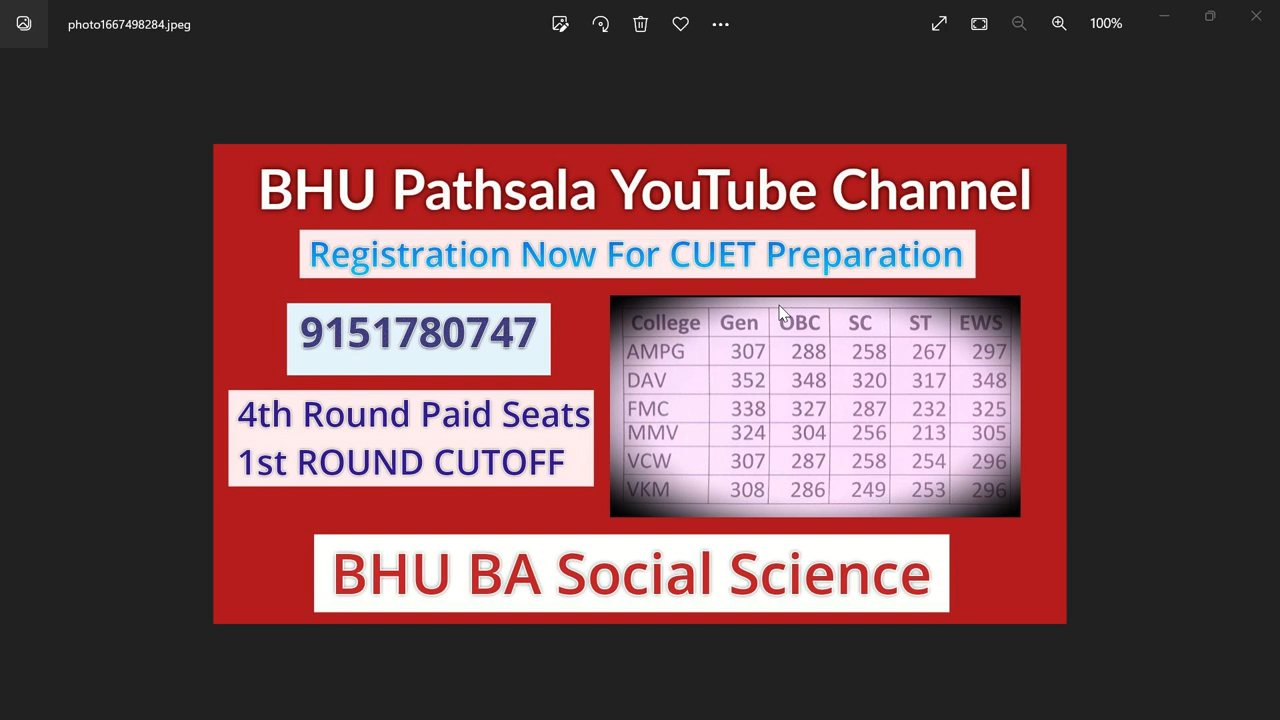 photo1667498284.jpeg
100%
BHU Pathsala YouTube Channel
Registration Now For CUET Preparation
9151780747
4th Round Paid Seats
1st ROUND CUTOFF
College Gen OBC SC ST EWS
AMPG 307 288 258 267 297
DAV 352 348 320 317 348
FMC 338 327 287 232 325
MMV 324 304 256 213 305
VCW 307 287 258 254 296
VKM 308 286 249 253 296
BHU BA Social Science